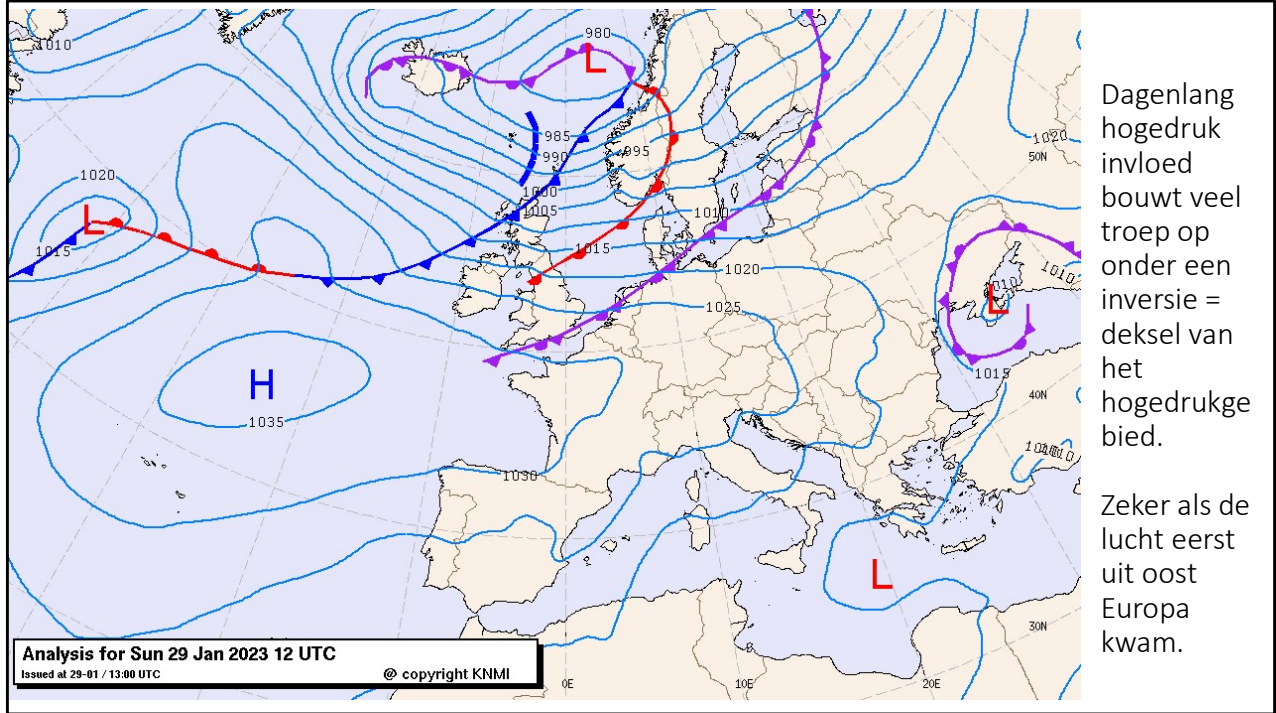 1010
980
1020
50N
985
990
995
1020
1000
1005
L
L
1015
1010
1015
1020
1010
1010
L
1025
1015
H
1035
40N
1030
L
30N
Analysis for Sun 29 Jan 2023 12 UTC
Issued at 29-01 / 13:00 UTC
@ copyright KNMI
0E
10E
20E
Dagenlang
hogedruk
invloed
bouwt veel
troep op
onder een
inversie =
deksel van
het
hogedrukge
bied.
Zeker als de
lucht eerst
uit oost
Europa
kwam.